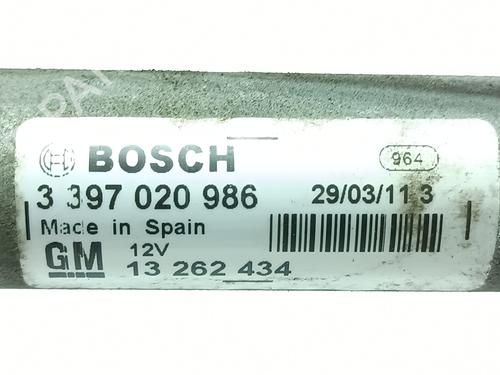 BOSCH
964
3 397 020 986
29/03/11 3
Made in Spain
GM
12V
13 262 434